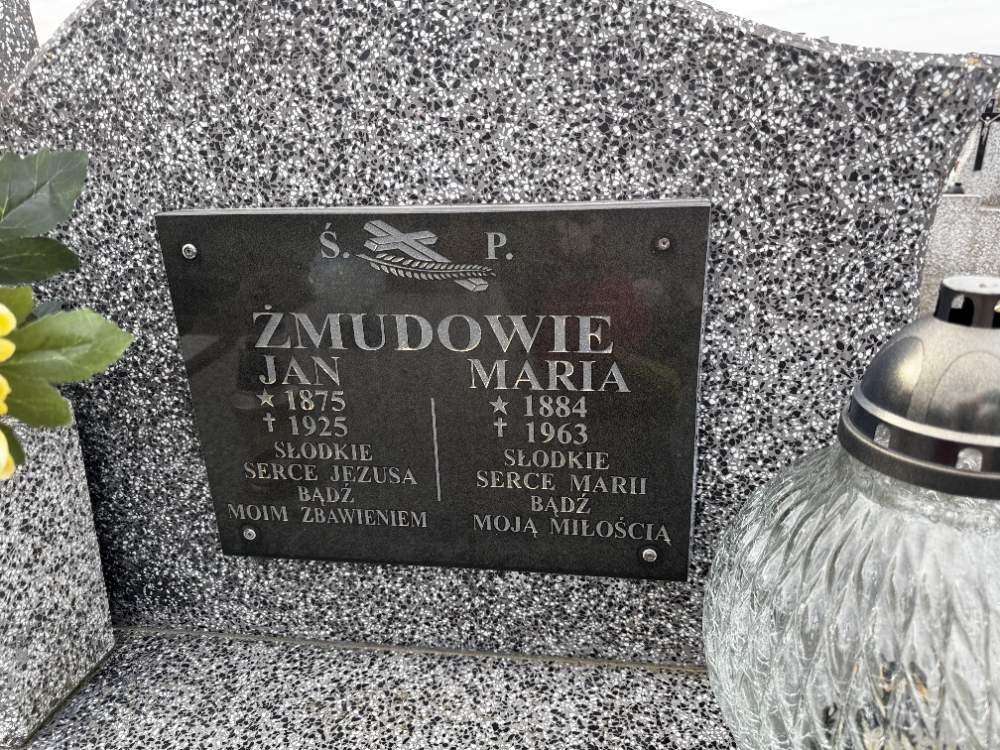 Ś. P.
ŻMUDOWIE
JAN
★ 1875
✝ 1925
SŁODKIE
SERCE JEZUSA
BĄDŹ
MOIM ZBAWIENIEM
MARIA
★ 1884
✝ 1963
SŁODKIE
SERCE MARII
BĄDŹ
MOJĄ MIŁOŚCIĄ